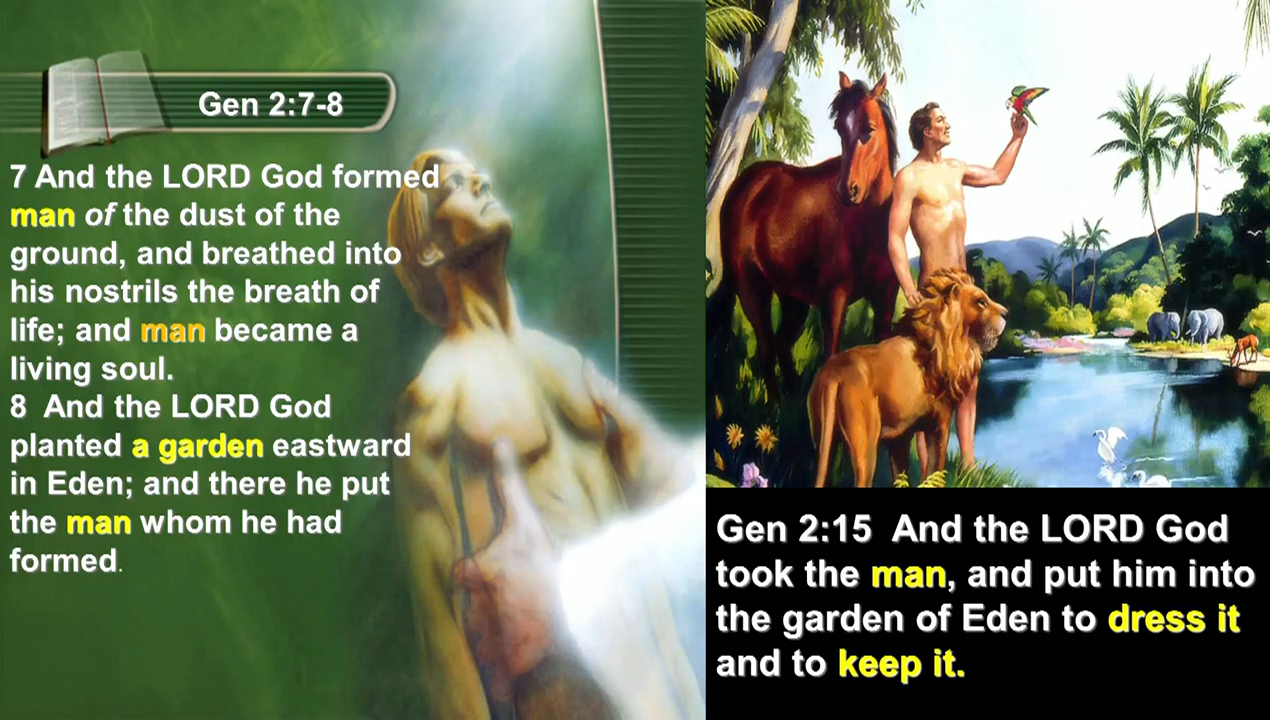 Gen 2:7-8
7 And the LORD God formed
man of the dust of the
ground, and breathed into
his nostrils the breath of
life; and man became a
living soul.
8 And the LORD God
planted a garden eastward
in Eden; and there he put
the man whom he had
formed.
Gen 2:15 And the LORD God
took the man, and put him into
the garden of Eden to dress it
and to keep it.